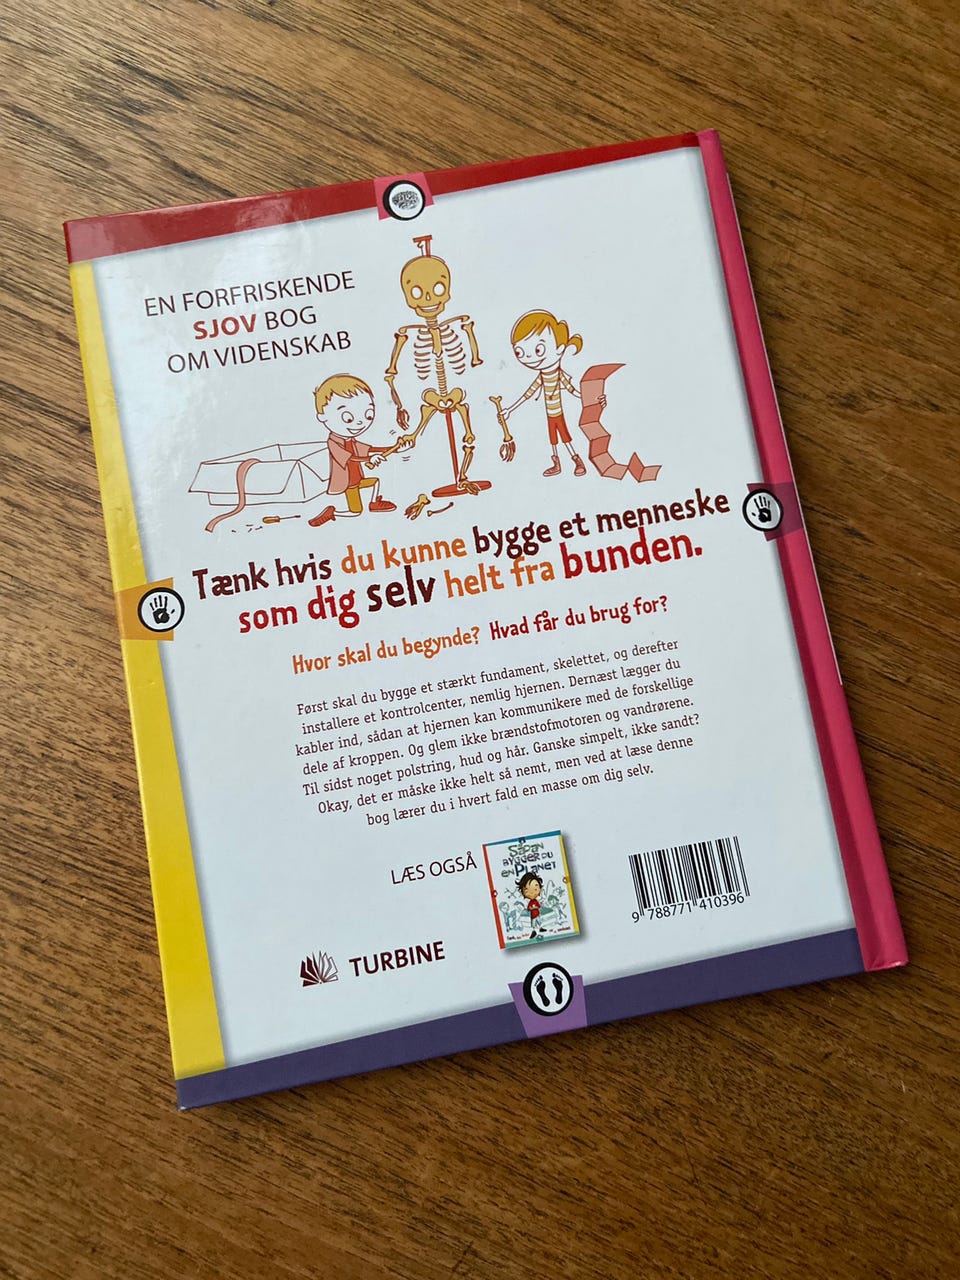 EN FORFRISKENDE
SJOV BOG
OM VIDENSKAB
Tænk hvis du kunne bygge et menneske
som dig selv helt fra bunden.
Hvor skal du begynde? Hvad får du brug for?
Først skal du bygge et stærkt fundament, skelettet, og derefter
installere et kontrolcenter, nemlig hjernen. Dernæst lægger du
kabler ind, sådan at hjernen kan kommunikere med de forskellige
dele af kroppen. Og glem ikke brændstofmotoren og vandrørene.
Til sidst noget polstring, hud og hår. Ganske simpelt, ikke sandt?
Okay, det er måske ikke helt så nemt, men ved at læse denne
bog lærer du i hvert fald en masse om dig selv.
LÆS OGSÅ
Sådan
bygger du
en Planet
TURBINE
9 788771 410396